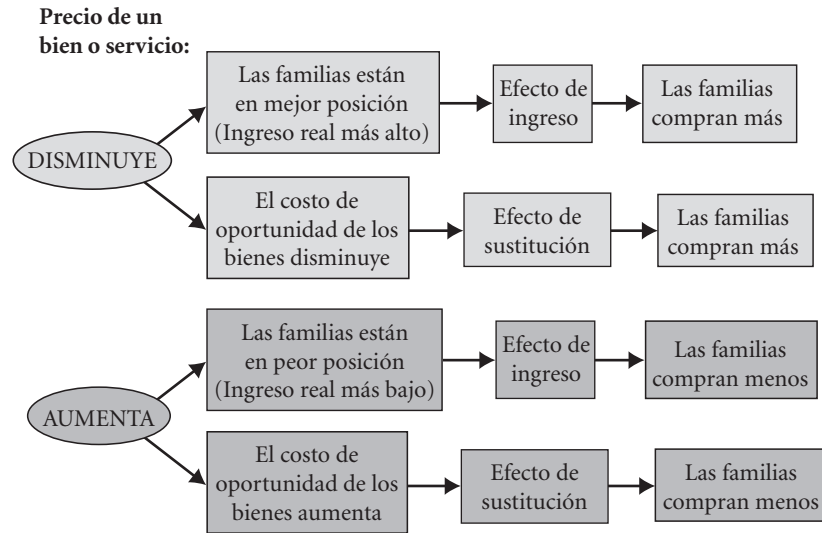 Precio de un
bien o servicio:
Las familias están
en mejor posición
(Ingreso real más alto)
Efecto de
ingreso
Las familias
compran más
DISMINUYE
El costo de
oportunidad de los
bienes disminuye
Efecto de
sustitución
Las familias
compran más
Las familias están
en peor posición
(Ingreso real más bajo)
Efecto de
ingreso
Las familias
compran menos
AUMENTA
El costo de
oportunidad de los
bienes aumenta
Efecto de
sustitución
Las familias
compran menos